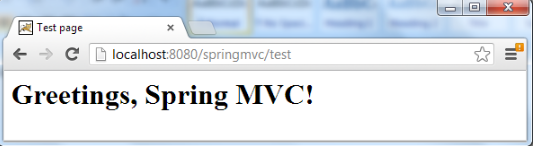 Test page
localhost:8080/springmvc/test
Greetings, Spring MVC!